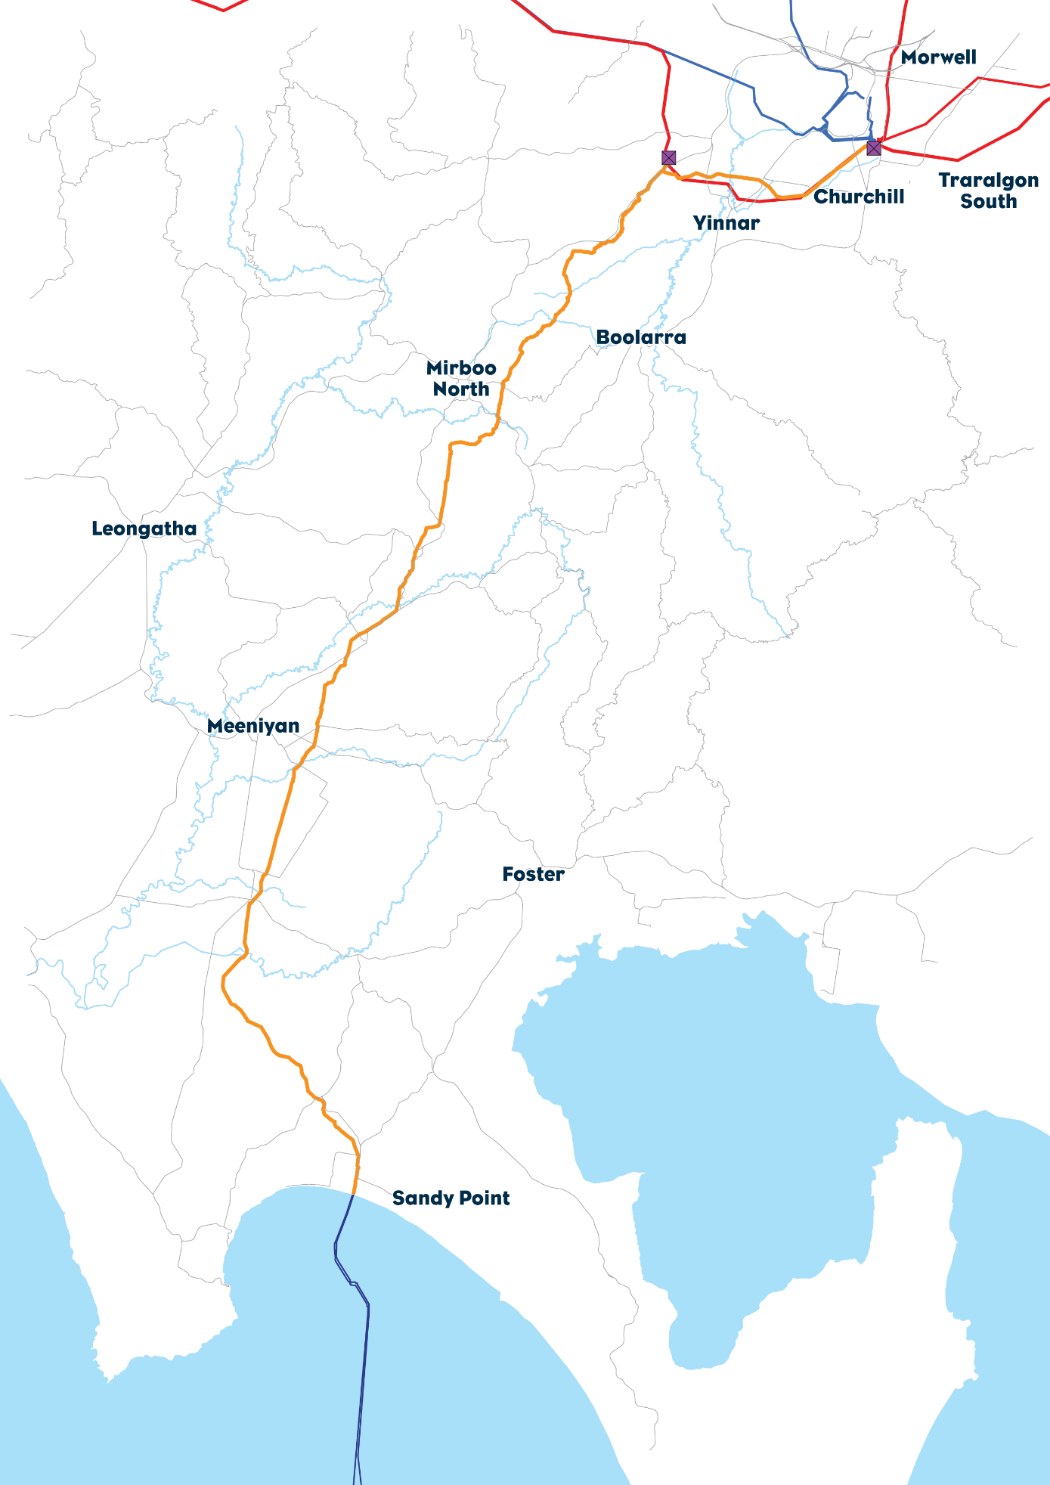 Morwell
Traralgon
South
Churchill
Yinnar
Boolarra
Mirboo
North
Leongatha
Meeniyan
Foster
Sandy Point